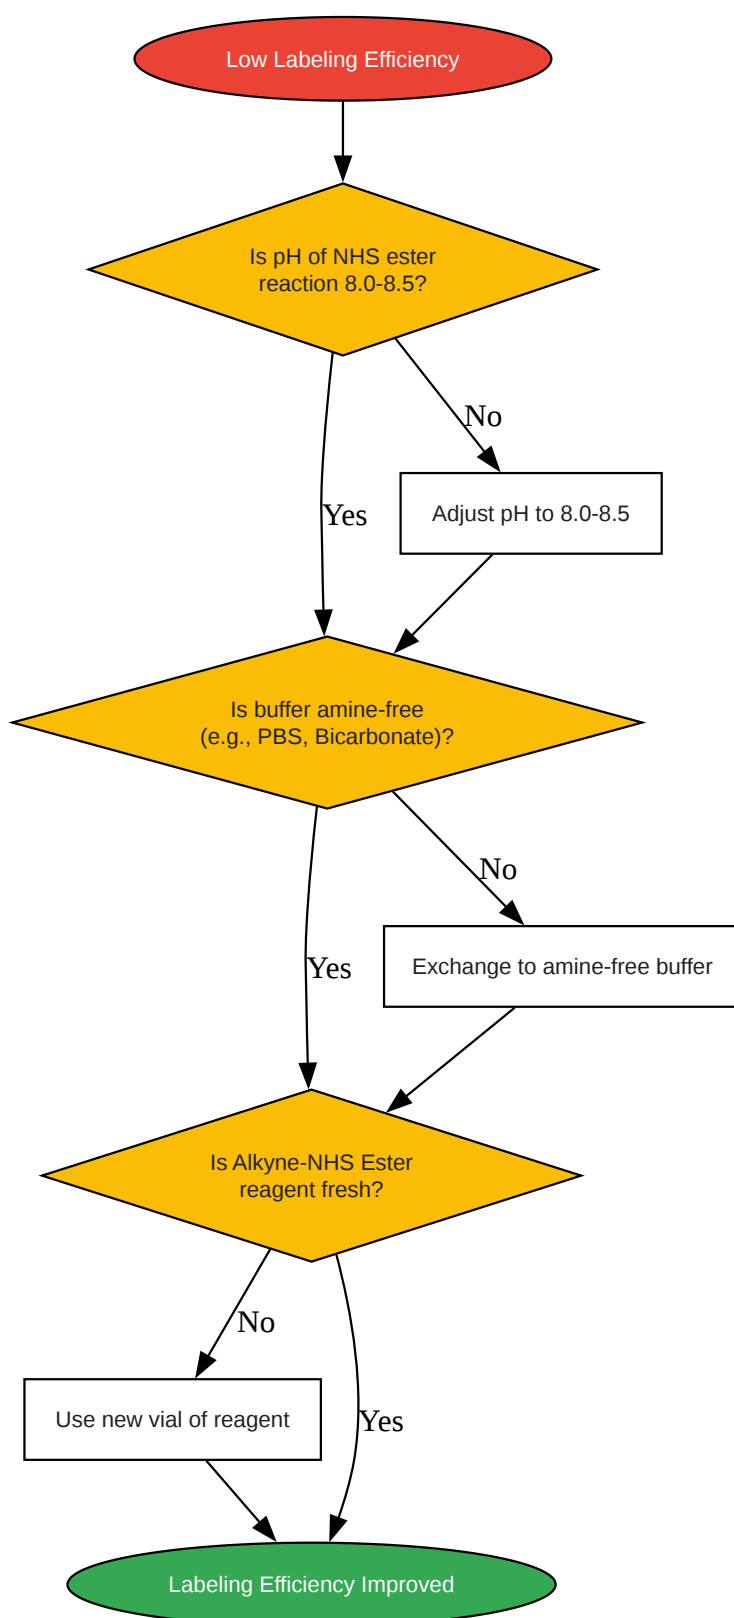 Low Labeling Efficiency
Is pH of NHS ester
reaction 8.0-8.5?
No
Yes
Adjust pH to 8.0-8.5
Is buffer amine-free
(e.g., PBS, Bicarbonate)?
No
Yes
Exchange to amine-free buffer
Is Alkyne-NHS Ester
reagent fresh?
No
Use new vial of reagent
Yes
Labeling Efficiency Improved